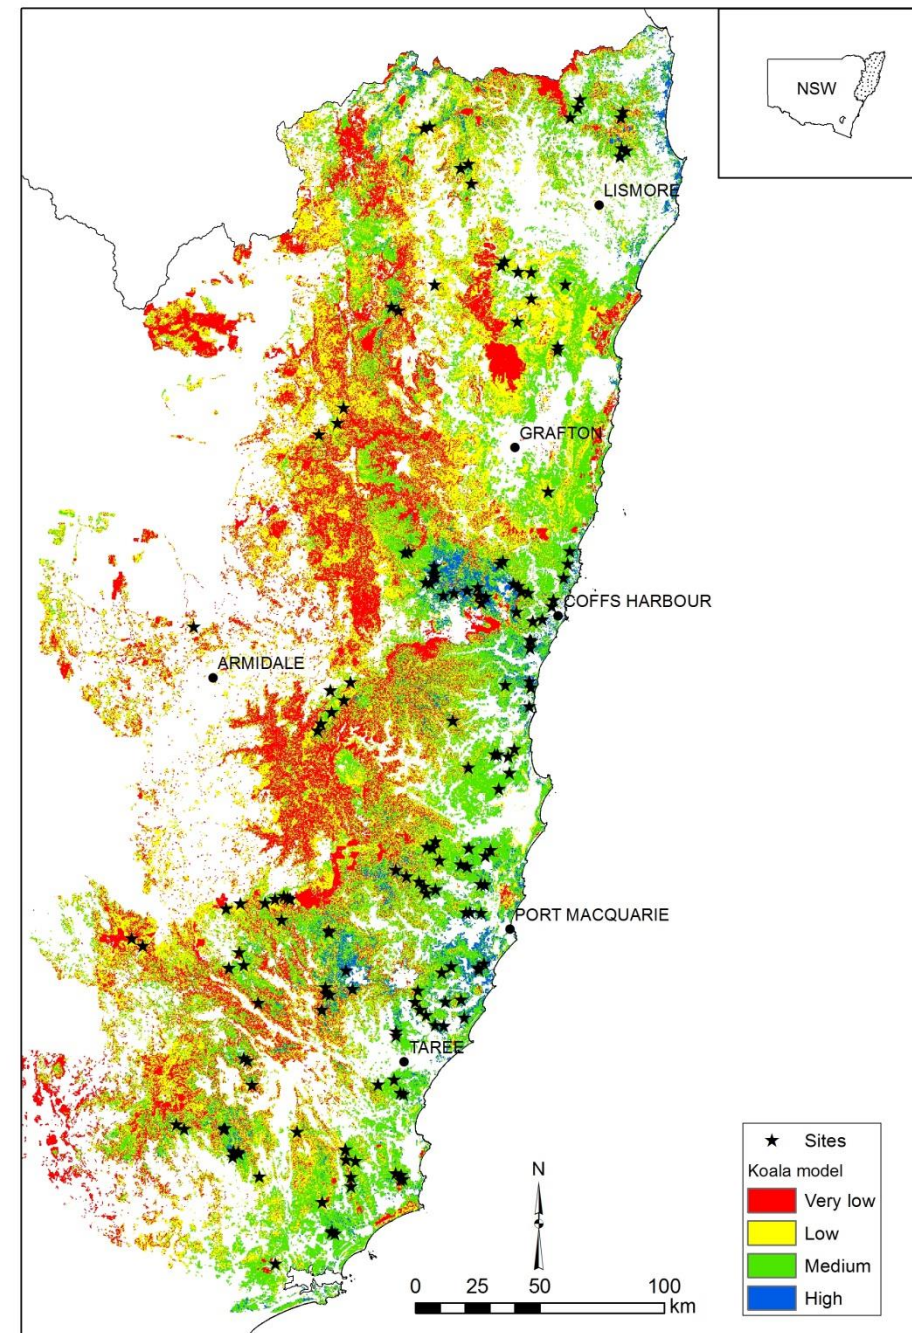 NSW
LISMORE
GRAFTON
COFFS HARBOUR
ARMIDALE
PORT MACQUARIE
TAREE
Sites
Koala model
Very low
Low
Medium
High
N
0 25 50 100
km